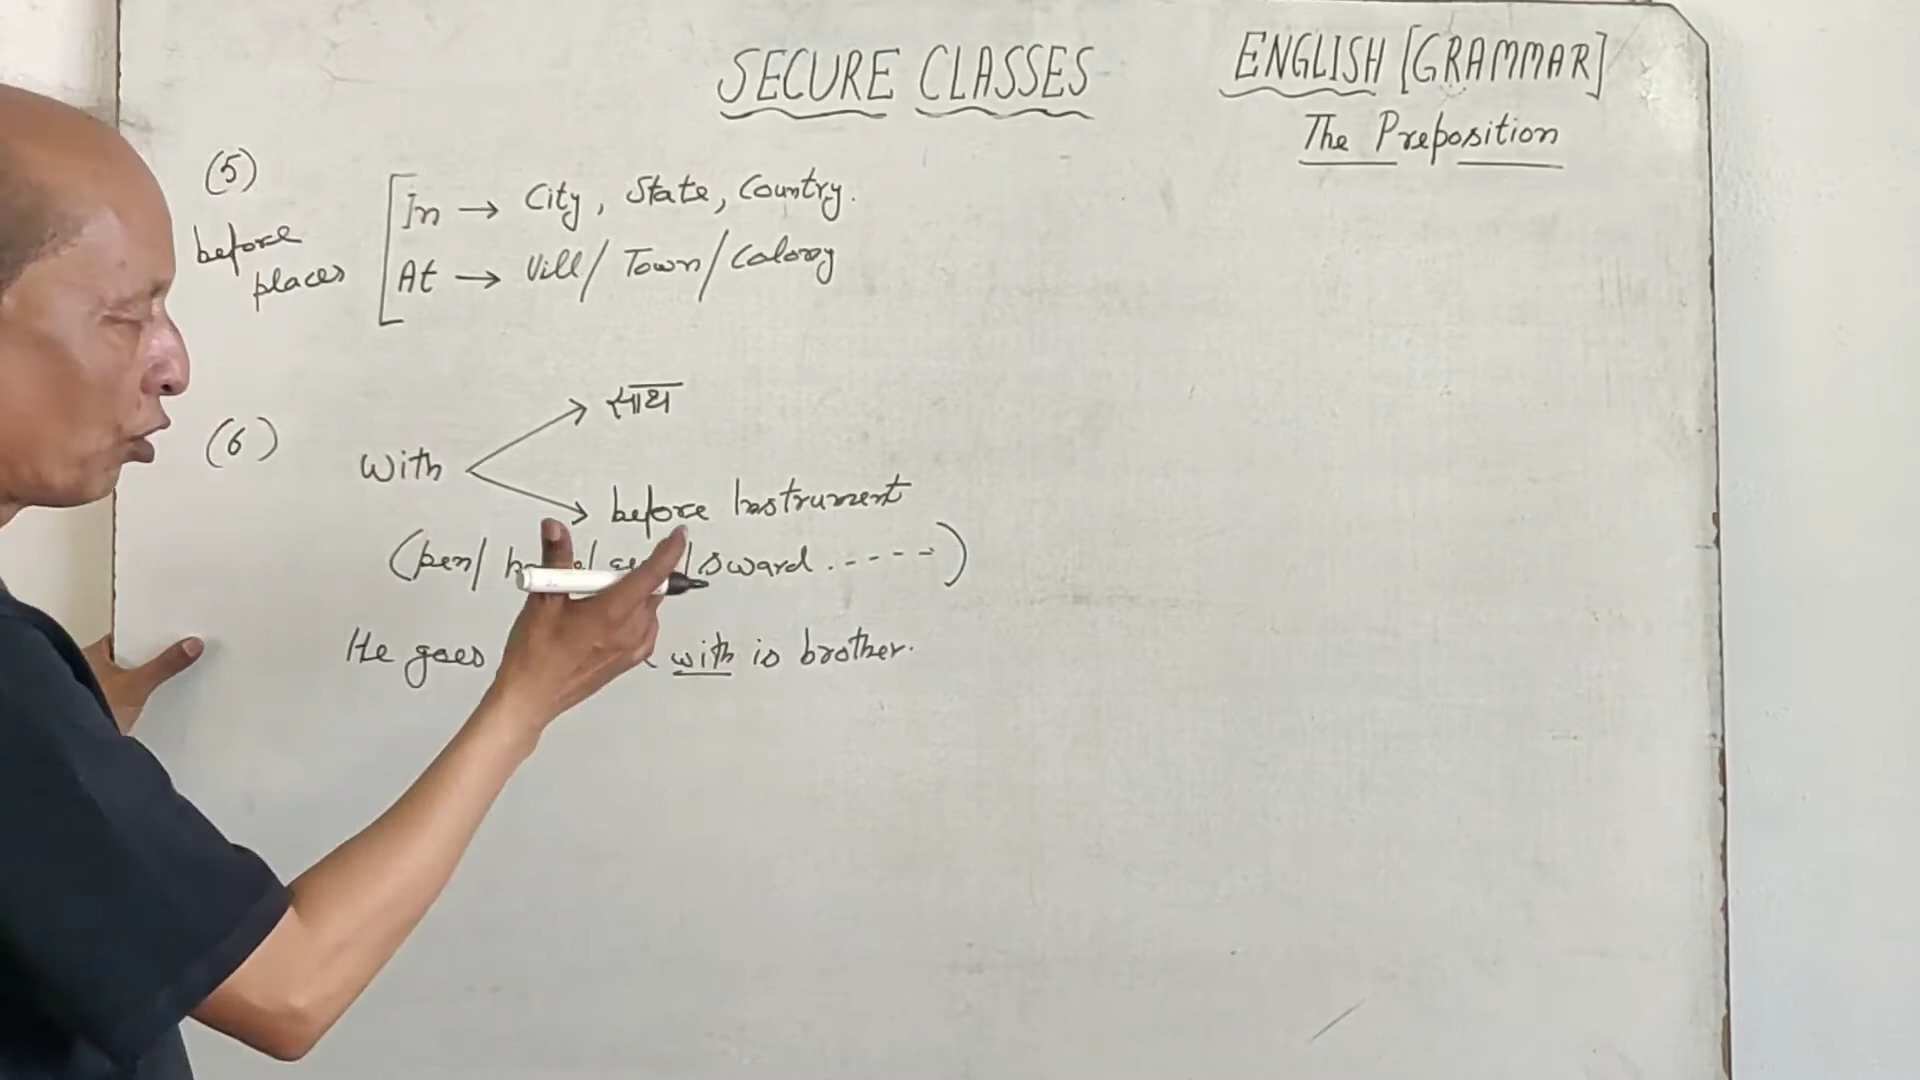 SECURE CLASSES
ENGLISH [GRAMMAR]
The Preposition
(5)
before
places
In → City, State, Country.
At → Vill/ Town/ Colony
(6)
With
→ साथ
→ before Instrument
(pen/ / /sward . - - - -)
He goes with is brother.